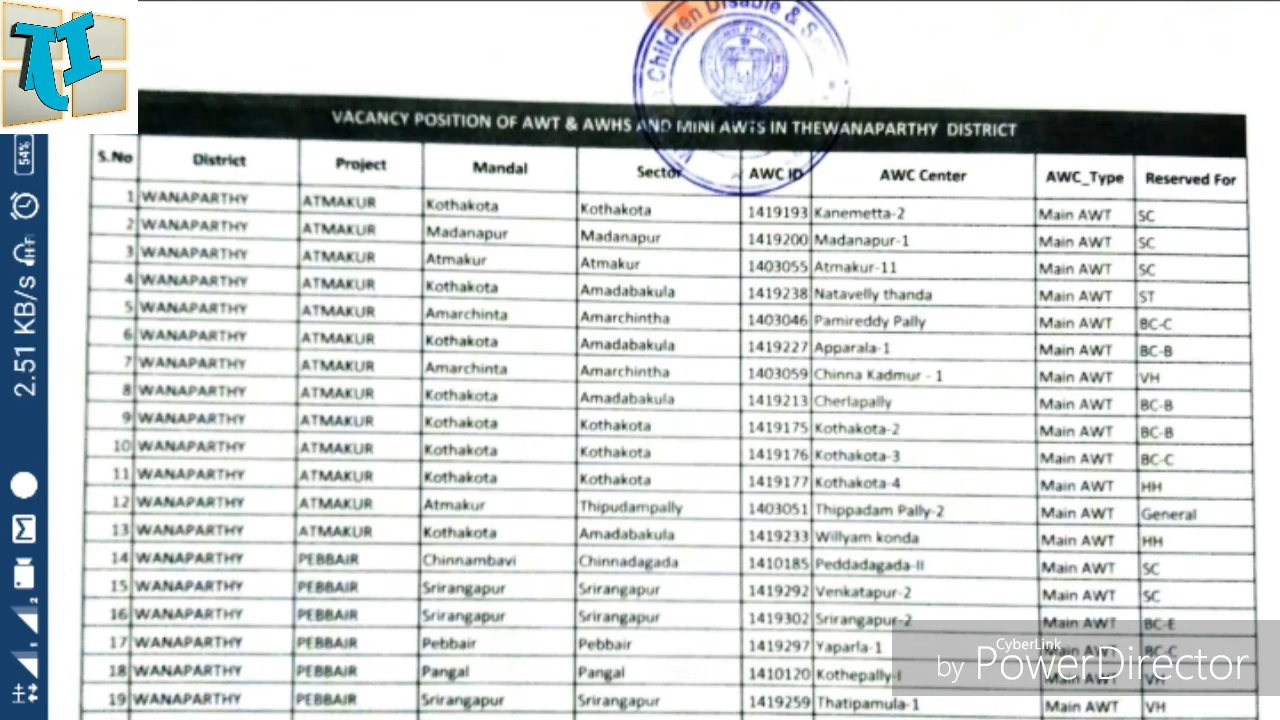 TI
Children Disable & S
VACANCY POSITION OF AWT & AWHS AND MINI AWTS IN THEWANAPARTHY DISTRICT
S.No District Project Mandal Sector AWC ID AWC Center AWC_Type Reserved For
1 WANAPARTHY ATMAKUR Kothakota Kothakota 1419193 Kanemetta-2 Main AWT SC
2 WANAPARTHY ATMAKUR Madanapur Madanapur 1419200 Madanapur-1 Main AWT SC
3 WANAPARTHY ATMAKUR Atmakur Atmakur 1403055 Atmakur-11 Main AWT SC
4 WANAPARTHY ATMAKUR Kothakota Amadabakula 1419238 Natavelly thanda Main AWT ST
5 WANAPARTHY ATMAKUR Amarchinta Amarchintha 1403046 Pamireddy Pally Main AWT BC-C
6 WANAPARTHY ATMAKUR Kothakota Amadabakula 1419227 Apparala-1 Main AWT BC-B
7 WANAPARTHY ATMAKUR Amarchinta Amarchintha 1403059 Chinna Kadmur - 1 Main AWT VH
8 WANAPARTHY ATMAKUR Kothakota Amadabakula 1419213 Cherlapally Main AWT BC-B
9 WANAPARTHY ATMAKUR Kothakota Kothakota 1419175 Kothakota-2 Main AWT BC-B
10 WANAPARTHY ATMAKUR Kothakota Kothakota 1419176 Kothakota-3 Main AWT BC-C
11 WANAPARTHY ATMAKUR Kothakota Kothakota 1419177 Kothakota-4 Main AWT HH
12 WANAPARTHY ATMAKUR Atmakur Thipudampally 1403051 Thippadam Pally-2 Main AWT General
13 WANAPARTHY ATMAKUR Kothakota Amadabakula 1419233 Willyam konda Main AWT HH
14 WANAPARTHY PEBBAIR Chinnambavi Chinnadagada 1410185 Peddadagada-II Main AWT SC
15 WANAPARTHY PEBBAIR Srirangapur Srirangapur 1419292 Venkatapur-2 Main AWT SC
16 WANAPARTHY PEBBAIR Srirangapur Srirangapur 1419302 Srirangapur-2 Main AWT BC-E
17 WANAPARTHY PEBBAIR Pebbair Pebbair 1419297 Yaparla-1 Main AWT BC-C
18 WANAPARTHY PEBBAIR Pangal Pangal 1410120 Kothepally-I Main AWT VH
19 WANAPARTHY PEBBAIR Srirangapur Srirangapur 1419259 Thatipamula-1 Main AWT VH
54%
2.51 KB/s
CyberLink
by PowerDirector